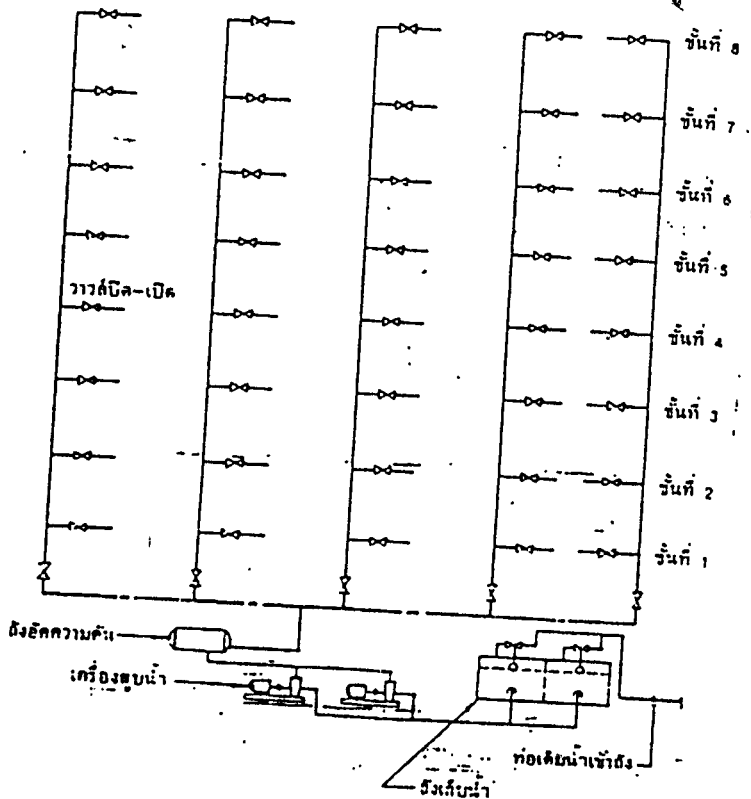 ชั้นที่ 8
ชั้นที่ 7
ชั้นที่ 6
ชั้นที่ 5
วาวล์ปิด-เปิด
ชั้นที่ 4
ชั้นที่ 3
ชั้นที่ 2
ชั้นที่ 1
ถังอัดความดัน
เครื่องสูบน้ำ
ท่อเติมน้ำเข้าถัง
ถังเก็บน้ำ